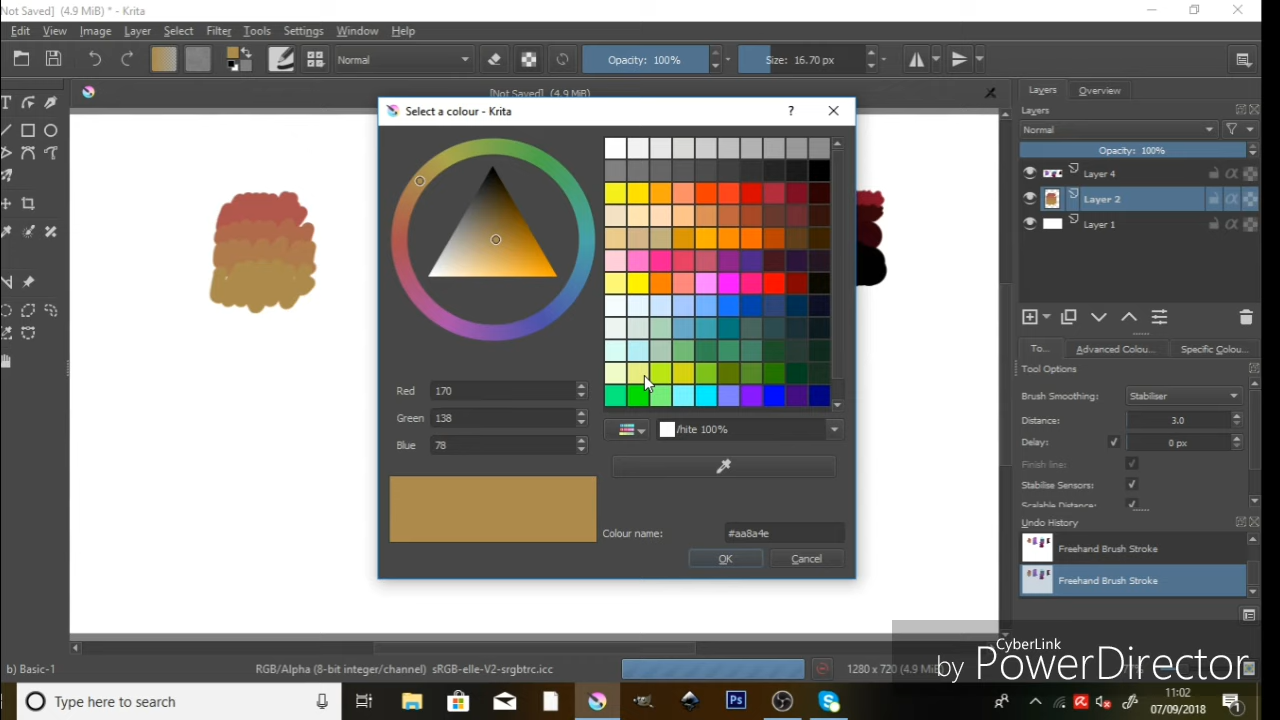 Not Saved]  (4.9 MiB) * - Krita
Edit View Image Layer Select Filter Tools Settings Window Help
Normal
Opacity: 100%
Size: 16.70 px
[Not Saved]  (4.9 MiB)
Select a colour - Krita
?
Red 170
Green 138
Blue 78
/hite 100%
Colour name: #aa8a4e
OK Cancel
Layers Overview
Layers
Normal
Opacity: 100%
Layer 4
Layer 2
Layer 1
To... Advanced Colou... Specific Colou...
Tool Options
Brush Smoothing: Stabiliser
Distance: 3.0
Delay: 0 px
Finish line:
Stabilise Sensors:
Scalable Distance:
Undo History
Freehand Brush Stroke
Freehand Brush Stroke
b) Basic-1
RGB/Alpha (8-bit integer/channel)  sRGB-elle-V2-srgbtrc.icc
1280 x 720 (4.9 MiB)
CyberLink
by PowerDirector
Type here to search
Ps
11:02
07/09/2018
1